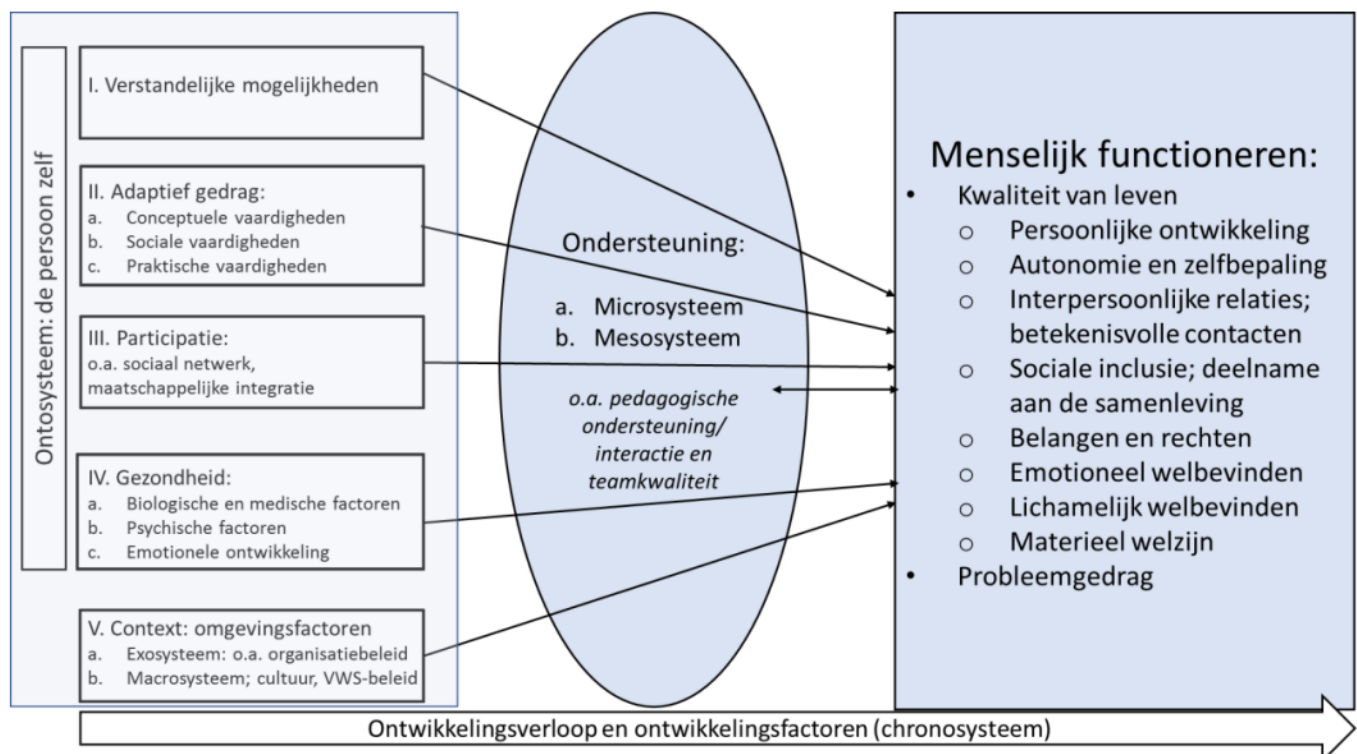 Ontosysteem: de persoon zelf
I. Verstandelijke mogelijkheden
II. Adaptief gedrag:
a. Conceptuele vaardigheden
b. Sociale vaardigheden
c. Praktische vaardigheden
III. Participatie:
o.a. sociaal netwerk,
maatschappelijke integratie
IV. Gezondheid:
a. Biologische en medische factoren
b. Psychische factoren
c. Emotionele ontwikkeling
V. Context: omgevingsfactoren
a. Exosysteem: o.a. organisatiebeleid
b. Macrosysteem; cultuur, VWS-beleid
Ondersteuning:
a. Microsysteem
b. Mesosysteem
o.a. pedagogische
ondersteuning/
interactie en
teamkwaliteit
Menselijk functioneren:
• Kwaliteit van leven
o Persoonlijke ontwikkeling
o Autonomie en zelfbepaling
o Interpersoonlijke relaties;
betekenisvolle contacten
o Sociale inclusie; deelname
aan de samenleving
o Belangen en rechten
o Emotioneel welbevinden
o Lichamelijk welbevinden
o Materieel welzijn
• Probleemgedrag
Ontwikkelingsverloop en ontwikkelingsfactoren (chronosysteem)